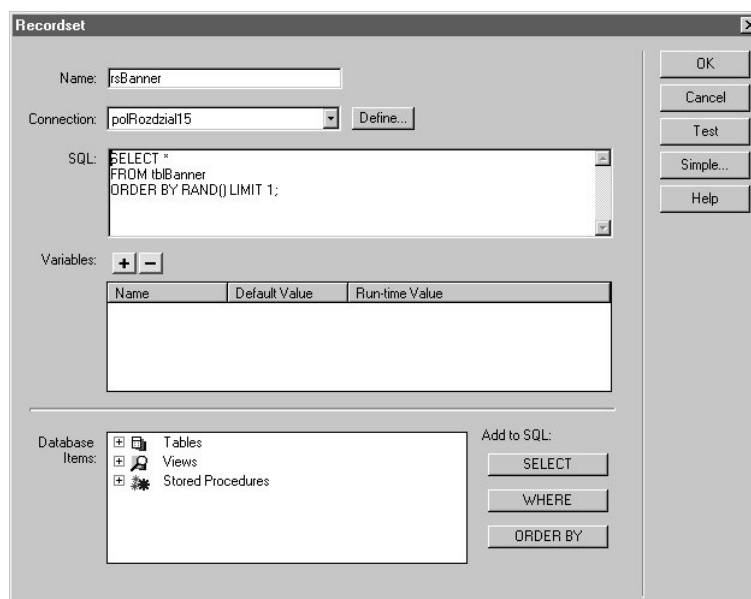 Recordset
Name: rsBanner
Connection: polRozdzial15 Define...
SQL: SELECT *
FROM tblBanner
ORDER BY RAND() LIMIT 1;
Variables: + −
Name Default Value Run-time Value
Database Items:
Tables
Views
Stored Procedures
Add to SQL:
SELECT
WHERE
ORDER BY
OK
Cancel
Test
Simple...
Help